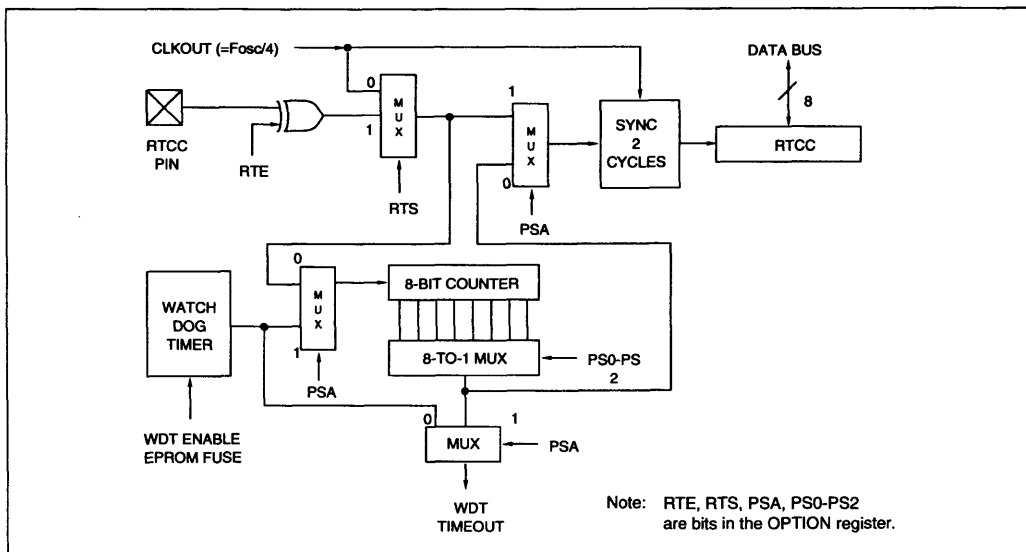 CLKOUT (=Fosc/4)
DATA BUS
8
RTCC
PIN
RTE
0
1
MUX
RTS
1
0
MUX
PSA
SYNC
2
CYCLES
RTCC
WATCH
DOG
TIMER
WDT ENABLE
EPROM FUSE
0
1
MUX
PSA
8-BIT COUNTER
8-TO-1 MUX
PS0-PS
2
0
1
MUX
PSA
WDT
TIMEOUT
Note: RTE, RTS, PSA, PS0-PS2
are bits in the OPTION register.